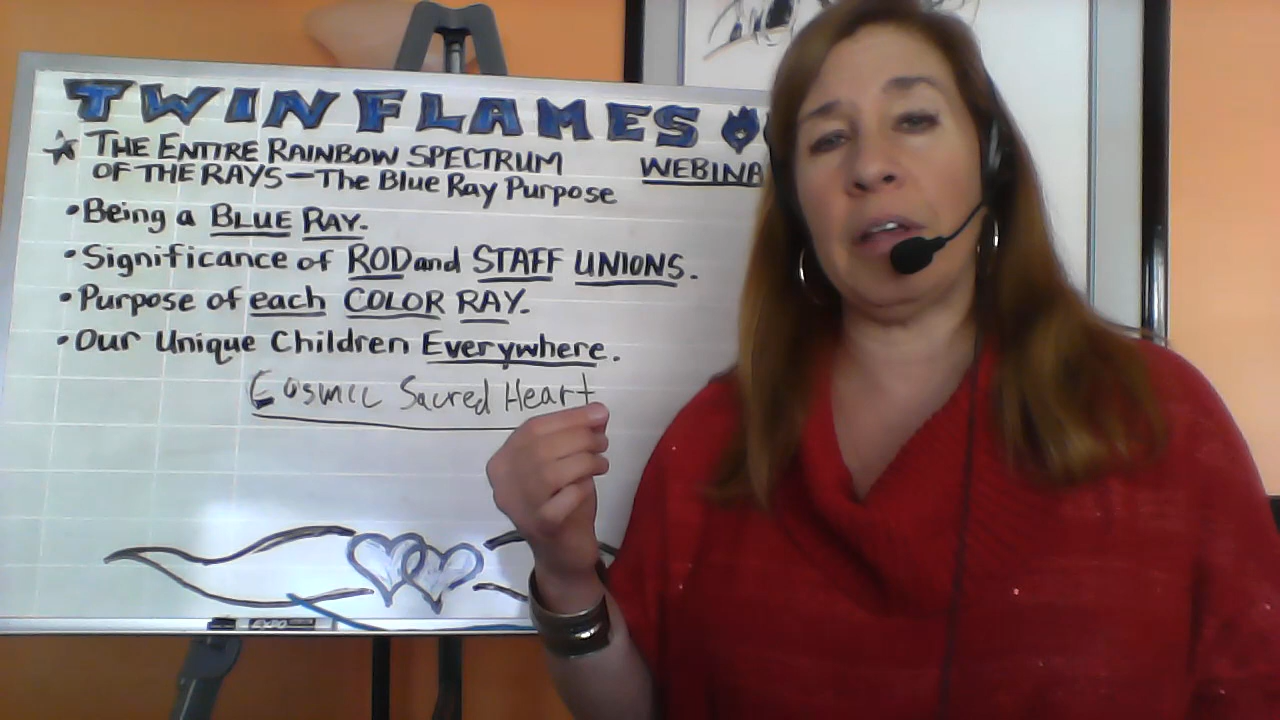 TWIN FLAMES
☆ THE ENTIRE RAINBOW SPECTRUM
OF THE RAYS—The Blue Ray Purpose
WEBINA
• Being a BLUE RAY.
• Significance of ROD and STAFF UNIONS.
• Purpose of each COLOR RAY.
• Our Unique Children Everywhere.
Cosmic Sacred Heart
EXPO